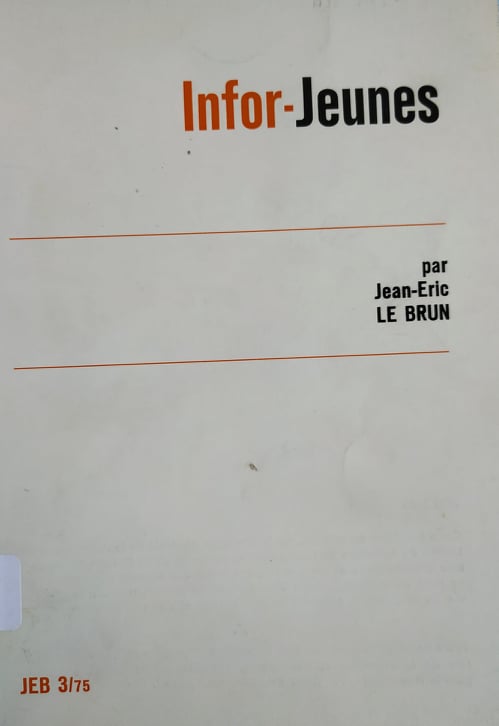 Infor-Jeunes
par
Jean-Eric
LE BRUN
JEB 3/75